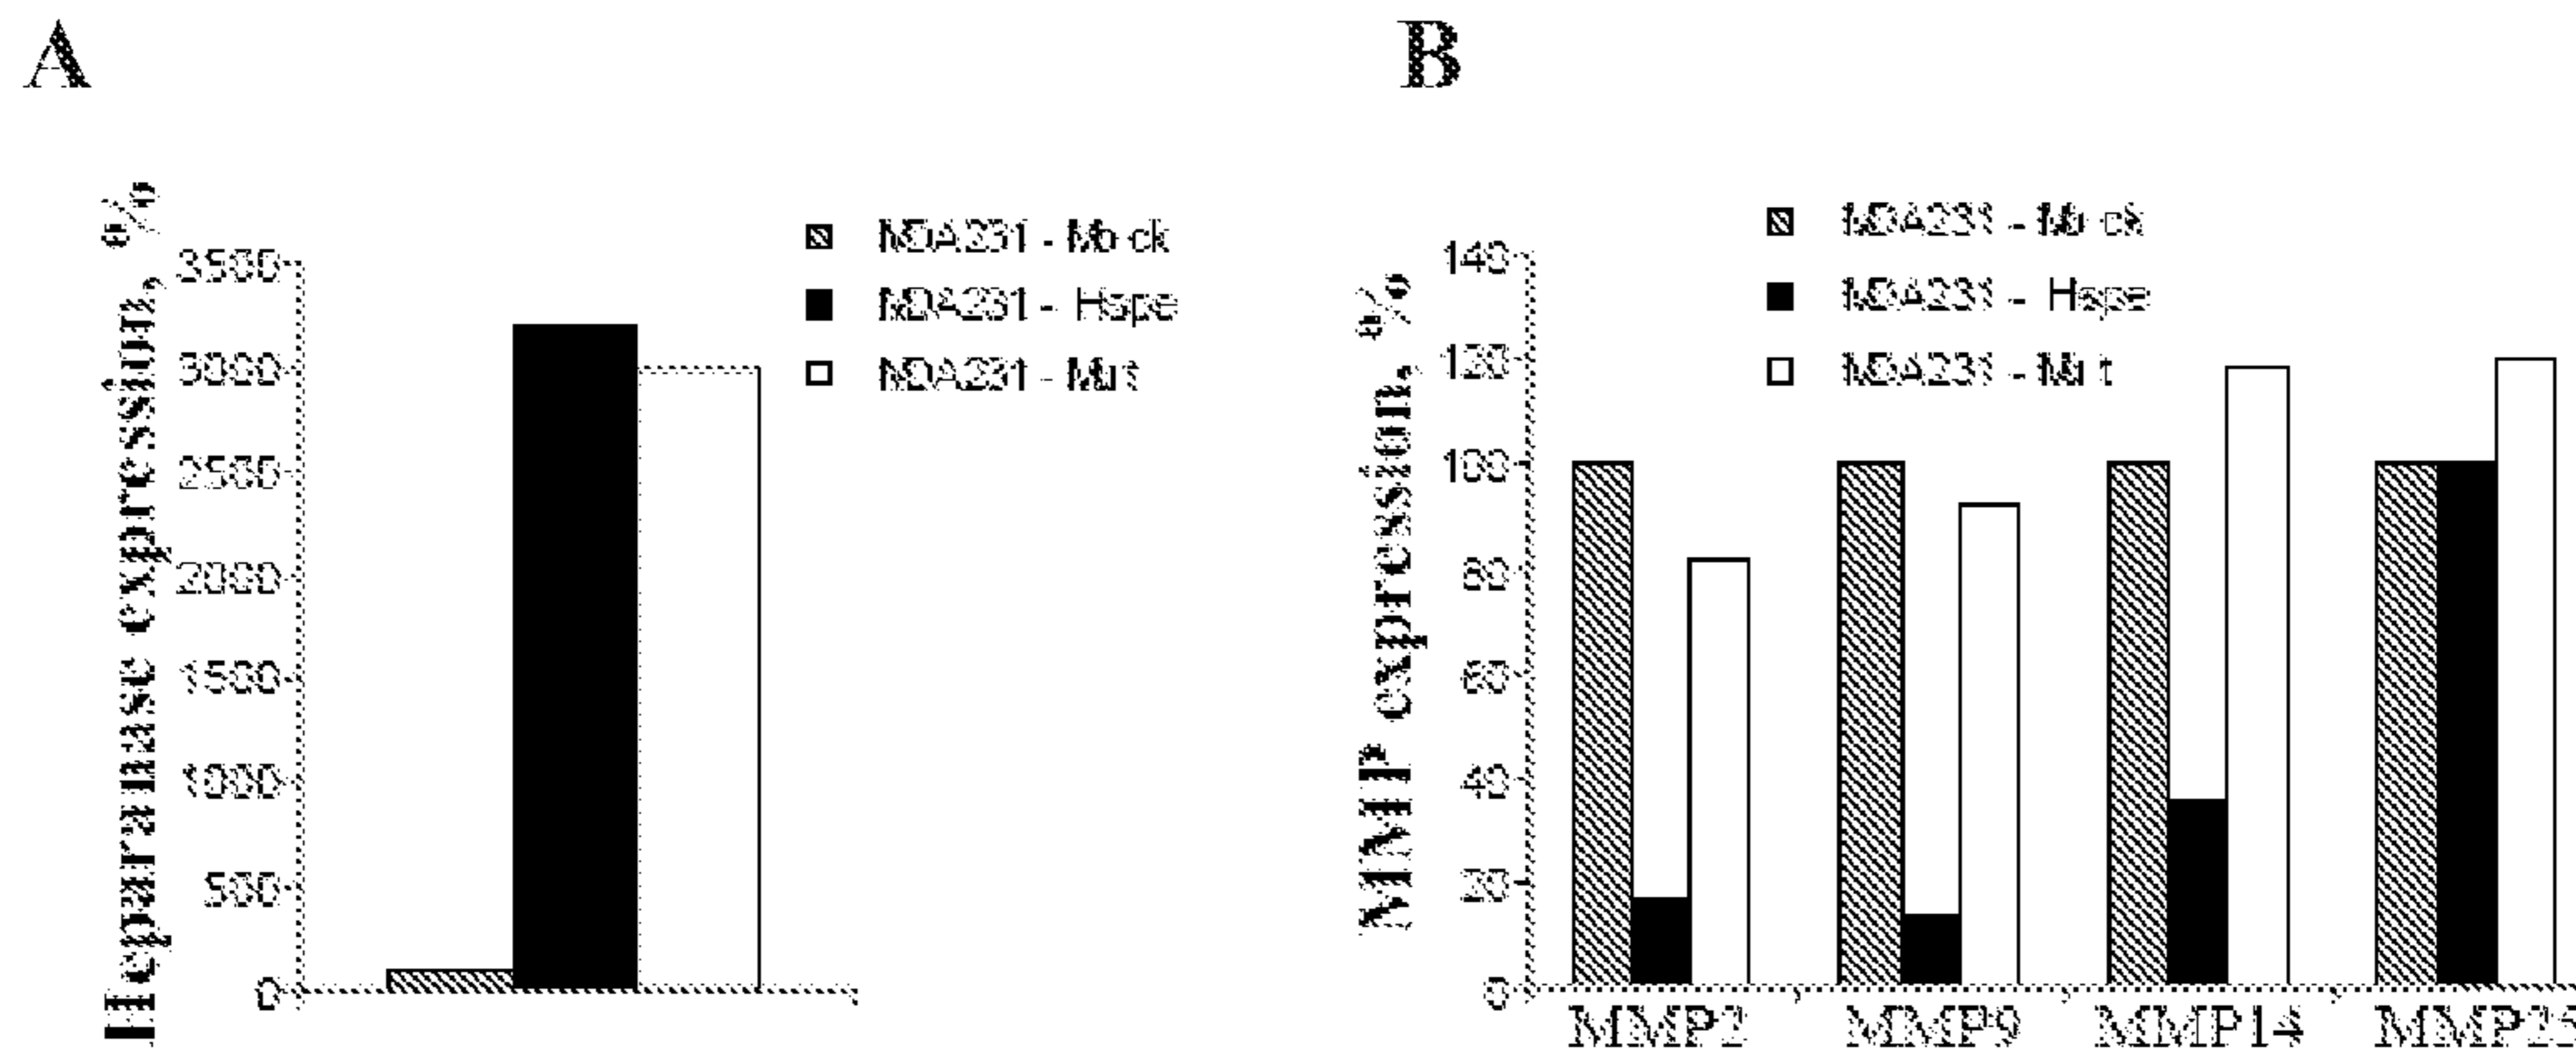 A
Heparanase expression, %
3500
3000
2500
2000
1500
1000
500
0
MDA231 - Mock
MDA231 - Hspe
MDA231 - Mut
B
MMP expression, %
140
120
100
80
60
40
20
0
MDA231 - Mock
MDA231 - Hspe
MDA231 - Mut
MMP2 MMP9 MMP14 MMP25